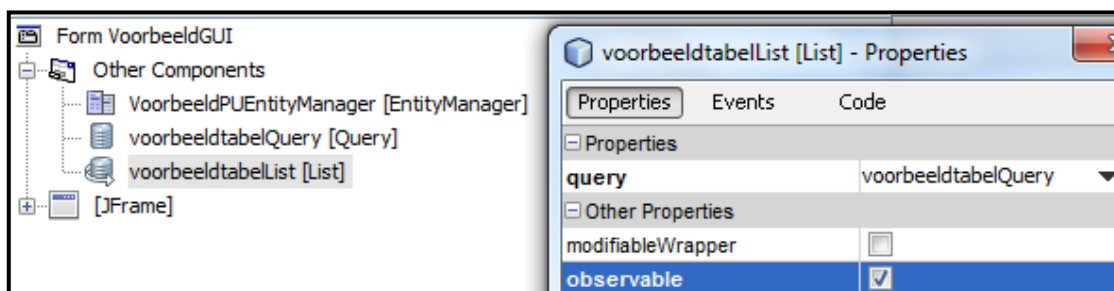 Form VoorbeeldGUI
Other Components
VoorbeeldPUEntityManager [EntityManager]
voorbeeldtabelQuery [Query]
voorbeeldtabelList [List]
[JFrame]
voorbeeldtabelList [List] - Properties
Properties Events Code
Properties
query voorbeeldtabelQuery
Other Properties
modifiableWrapper
observable